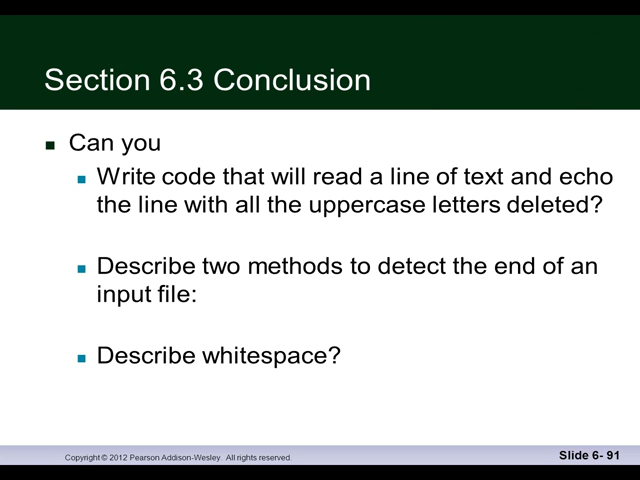 Section 6.3 Conclusion
Can you
Write code that will read a line of text and echo
the line with all the uppercase letters deleted?
Describe two methods to detect the end of an
input file:
Describe whitespace?
Copyright © 2012 Pearson Addison-Wesley. All rights reserved.
Slide 6- 91